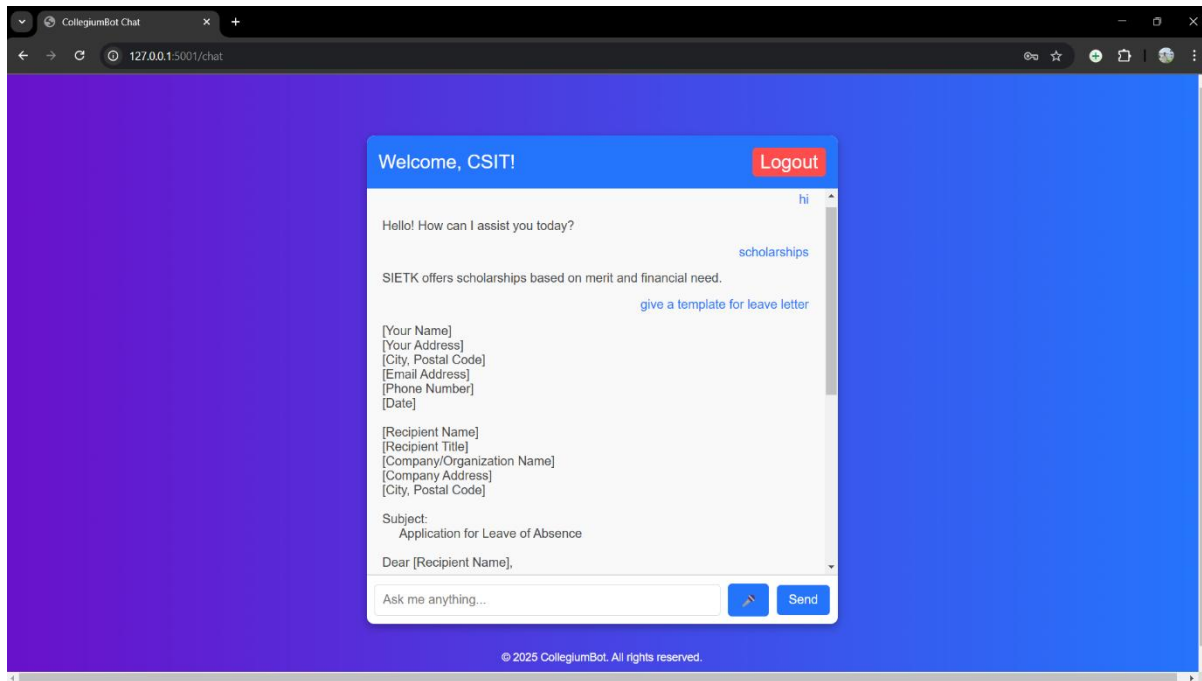 CollegiumBot Chat
127.0.0.1:5001/chat
Welcome, CSIT!
Logout
hi
Hello! How can I assist you today?
scholarships
SIETK offers scholarships based on merit and financial need.
give a template for leave letter
[Your Name]
[Your Address]
[City, Postal Code]
[Email Address]
[Phone Number]
[Date]
[Recipient Name]
[Recipient Title]
[Company/Organization Name]
[Company Address]
[City, Postal Code]
Subject:
Application for Leave of Absence
Dear [Recipient Name],
Ask me anything...
Send
© 2025 CollegiumBot. All rights reserved.